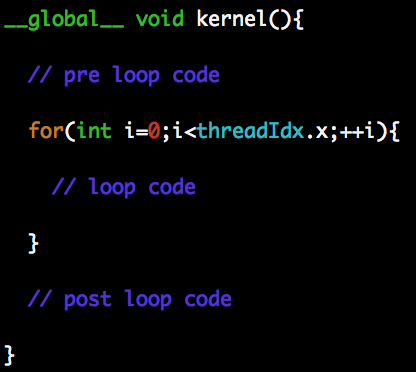 __global__ void kernel(){
// pre loop code
for(int i=0;i<threadIdx.x;++i){
// loop code
}
// post loop code
}